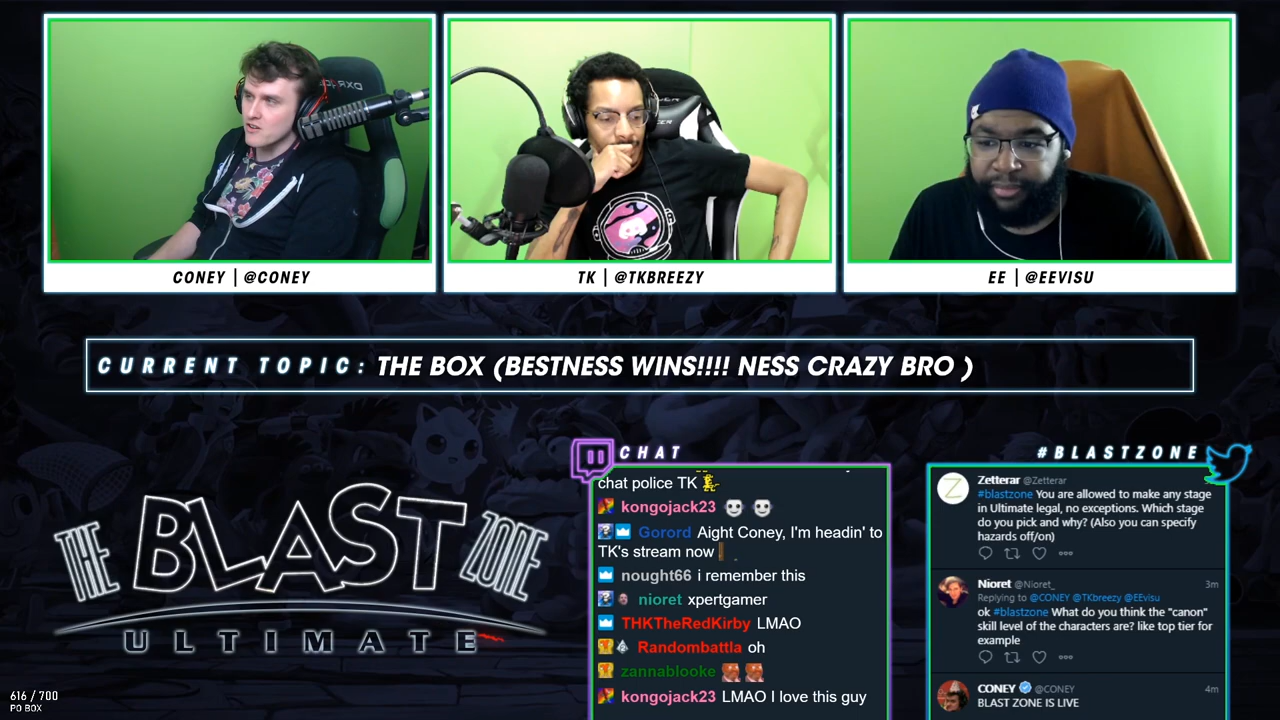 CONEY | @CONEY
TK | @TKBREEZY
EE | @EEVISU
CURRENT TOPIC: THE BOX (BESTNESS WINS!!!! NESS CRAZY BRO )
CHAT
chat police TK
kongojack23
Gorord Aight Coney, I'm headin' to
TK's stream now
nought66 i remember this
nioret xpertgamer
THKTheRedKirby LMAO
Randombattla oh
zannablooke
kongojack23 LMAO I love this guy
#BLASTZONE
Zetterar @Zetterar
#blastzone You are allowed to make any stage
in Ultimate legal, no exceptions. Which stage
do you pick and why? (Also you can specify
hazards off/on)
Nioret @Nioret_ 3m
Replying to @CONEY @TKbreezy @EEvisu
ok #blastzone What do you think the "canon"
skill level of the characters are? like top tier for
example
CONEY @CONEY 4m
BLAST ZONE IS LIVE
THE BLAST ZONE
ULTIMATE
616 / 700
PO BOX